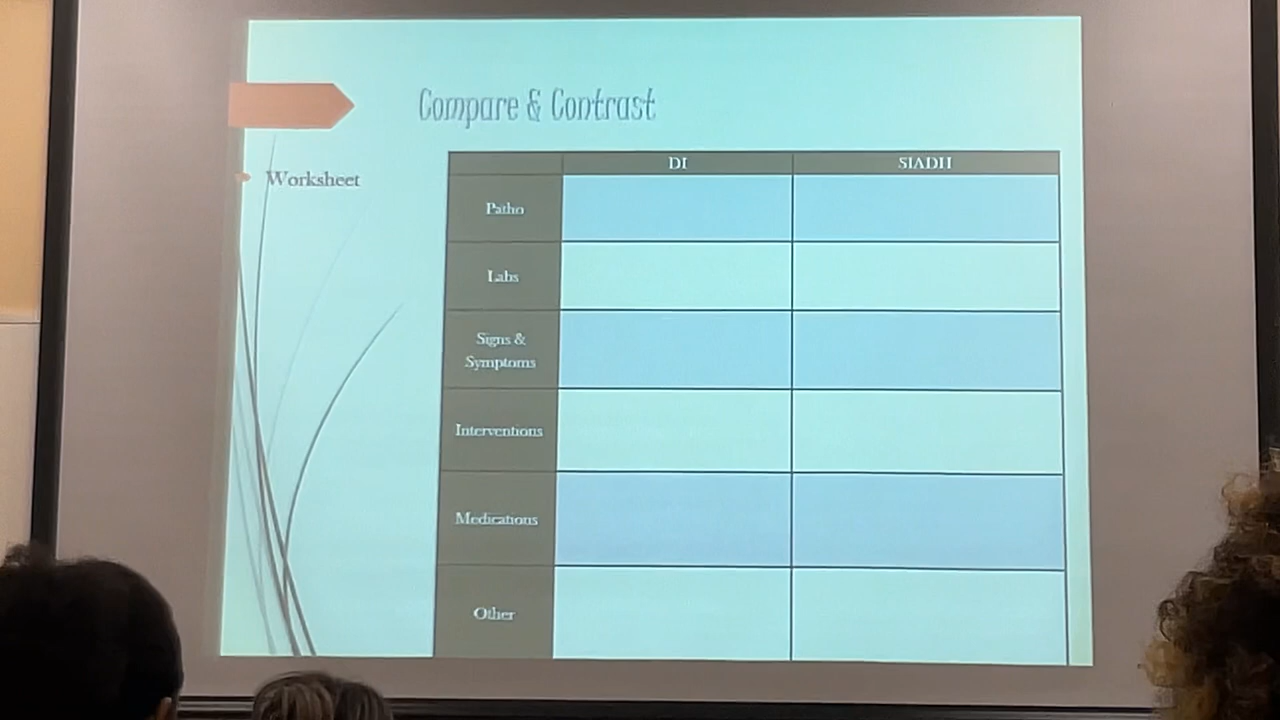 Compare & Contrast
Worksheet
DI
SIADH
Patho
Labs
Signs &
Symptoms
Interventions
Medications
Other